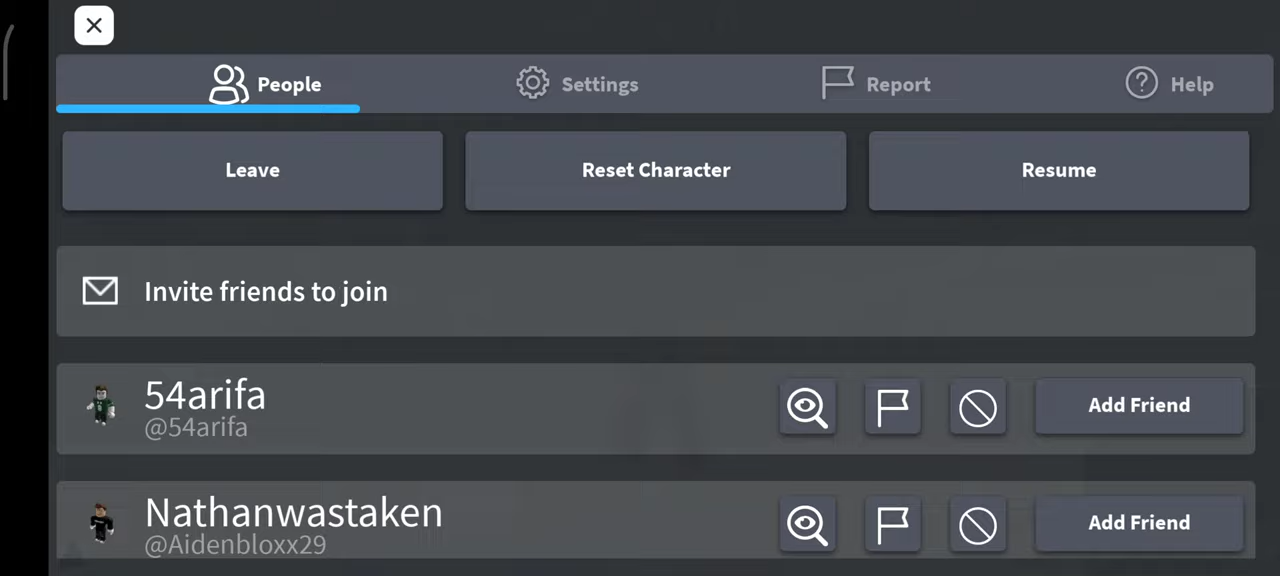 People
Settings
Report
Help
Leave
Reset Character
Resume
Invite friends to join
54arifa
@54arifa
Add Friend
Nathanwastaken
@Aidenbloxx29
Add Friend